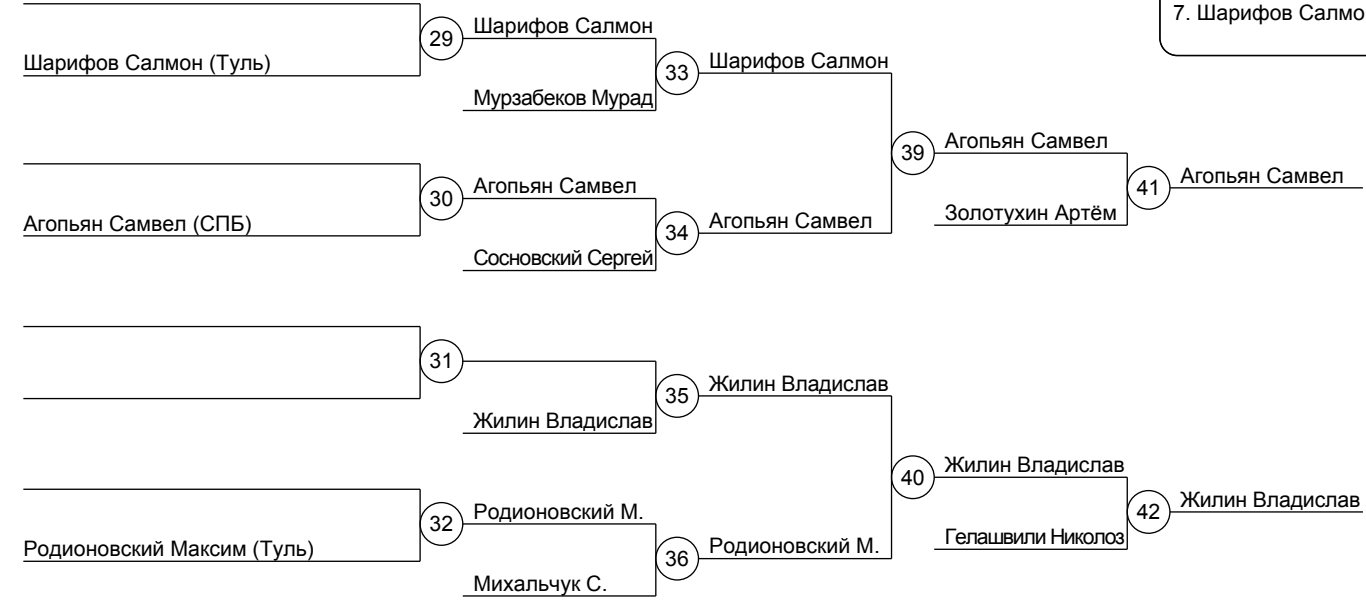 7. Шарифов Салмо
29
Шарифов Салмон
Шарифов Салмон (Туль)
33
Шарифов Салмон
Мурзабеков Мурад
39
Агопьян Самвел
30
Агопьян Самвел
41
Агопьян Самвел
Агопьян Самвел (СПБ)
34
Агопьян Самвел
Золотухин Артём
Сосновский Сергей
31
35
Жилин Владислав
Жилин Владислав
40
Жилин Владислав
32
Родионовский М.
42
Жилин Владислав
Родионовский Максим (Туль)
36
Родионовский М.
Гелашвили Николоз
Михальчук С.